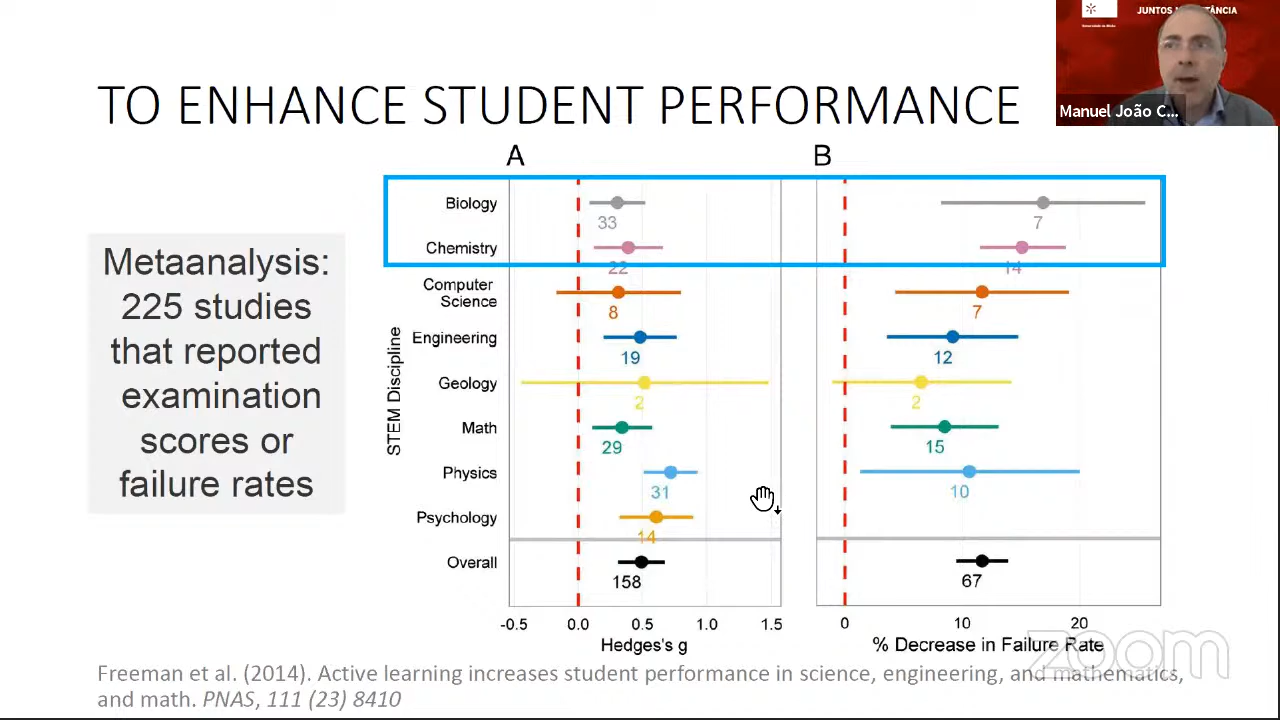 JUNTOS
TÂNCIA
Manuel João C...
TO ENHANCE STUDENT PERFORMANCE
A
B
Metaanalysis:
225 studies
that reported
examination
scores or
failure rates
STEM Discipline
Biology
33
7
Chemistry
22
14
Computer
Science
8
7
Engineering
19
12
Geology
2
2
Math
29
15
Physics
31
10
Psychology
14
Overall
158
67
-0.5 0.0 0.5 1.0 1.5
0 10 20
Hedges's g
% Decrease in Failure Rate
zoom
Freeman et al. (2014). Active learning increases student performance in science, engineering, and mathematics,
and math. PNAS, 111 (23) 8410